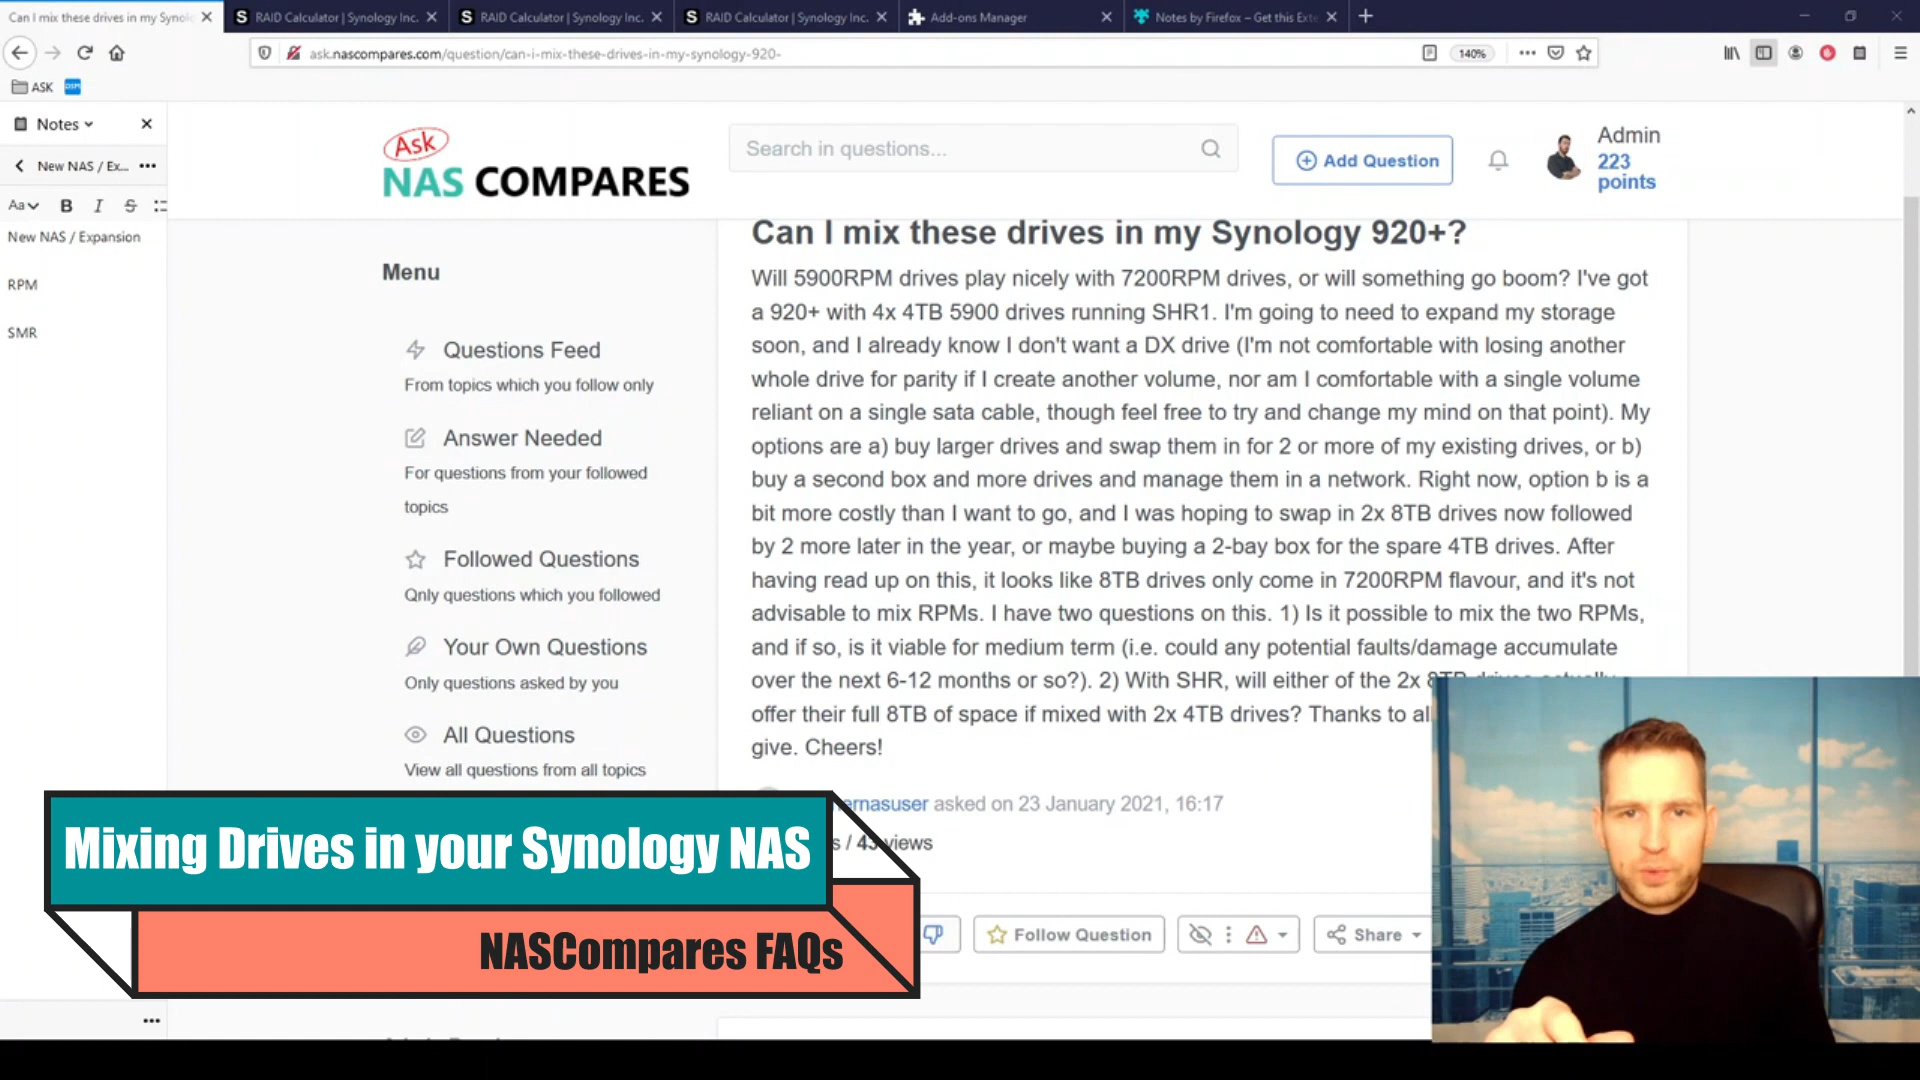 Can I mix these drives in my Synol
RAID Calculator | Synology Inc.
RAID Calculator | Synology Inc.
RAID Calculator | Synology Inc.
Add-ons Manager
Notes by Firefox – Get this Exte
ask.nascompares.com/question/can-i-mix-these-drives-in-my-synology-920-
140%
ASK
DSM
Notes
New NAS / Ex...
Aa B I S
New NAS / Expansion
RPM
SMR
Ask
NAS COMPARES
Search in questions...
Add Question
Admin
223
points
Menu
Questions Feed
From topics which you follow only
Answer Needed
For questions from your followed
topics
Followed Questions
Only questions which you followed
Your Own Questions
Only questions asked by you
All Questions
View all questions from all topics
Can I mix these drives in my Synology 920+?
Will 5900RPM drives play nicely with 7200RPM drives, or will something go boom? I've got
a 920+ with 4x 4TB 5900 drives running SHR1. I'm going to need to expand my storage
soon, and I already know I don't want a DX drive (I'm not comfortable with losing another
whole drive for parity if I create another volume, nor am I comfortable with a single volume
reliant on a single sata cable, though feel free to try and change my mind on that point). My
options are a) buy larger drives and swap them in for 2 or more of my existing drives, or b)
buy a second box and more drives and manage them in a network. Right now, option b is a
bit more costly than I want to go, and I was hoping to swap in 2x 8TB drives now followed
by 2 more later in the year, or maybe buying a 2-bay box for the spare 4TB drives. After
having read up on this, it looks like 8TB drives only come in 7200RPM flavour, and it's not
advisable to mix RPMs. I have two questions on this. 1) Is it possible to mix the two RPMs,
and if so, is it viable for medium term (i.e. could any potential faults/damage accumulate
over the next 6-12 months or so?). 2) With SHR, will either of the 2x 8TB drives actually
offer their full 8TB of space if mixed with 2x 4TB drives? Thanks to al
give. Cheers!
ernasuser asked on 23 January 2021, 16:17
s / 43 views
Follow Question
Share
Mixing Drives in your Synology NAS
NASCompares FAQs